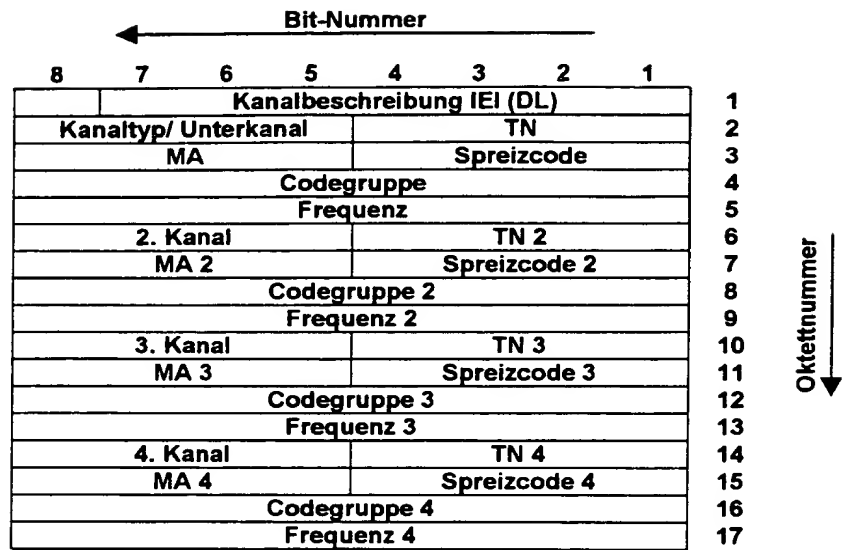 Bit-Nummer
8 7 6 5 4 3 2 1
Kanalbeschreibung IEI (DL) 1
Kanaltyp/ Unterkanal TN 2
MA Spreizcode 3
Codegruppe 4
Frequenz 5
2. Kanal TN 2 6
MA 2 Spreizcode 2 7
Codegruppe 2 8
Frequenz 2 9
3. Kanal TN 3 10
MA 3 Spreizcode 3 11
Codegruppe 3 12
Frequenz 3 13
4. Kanal TN 4 14
MA 4 Spreizcode 4 15
Codegruppe 4 16
Frequenz 4 17
Oktettnummer